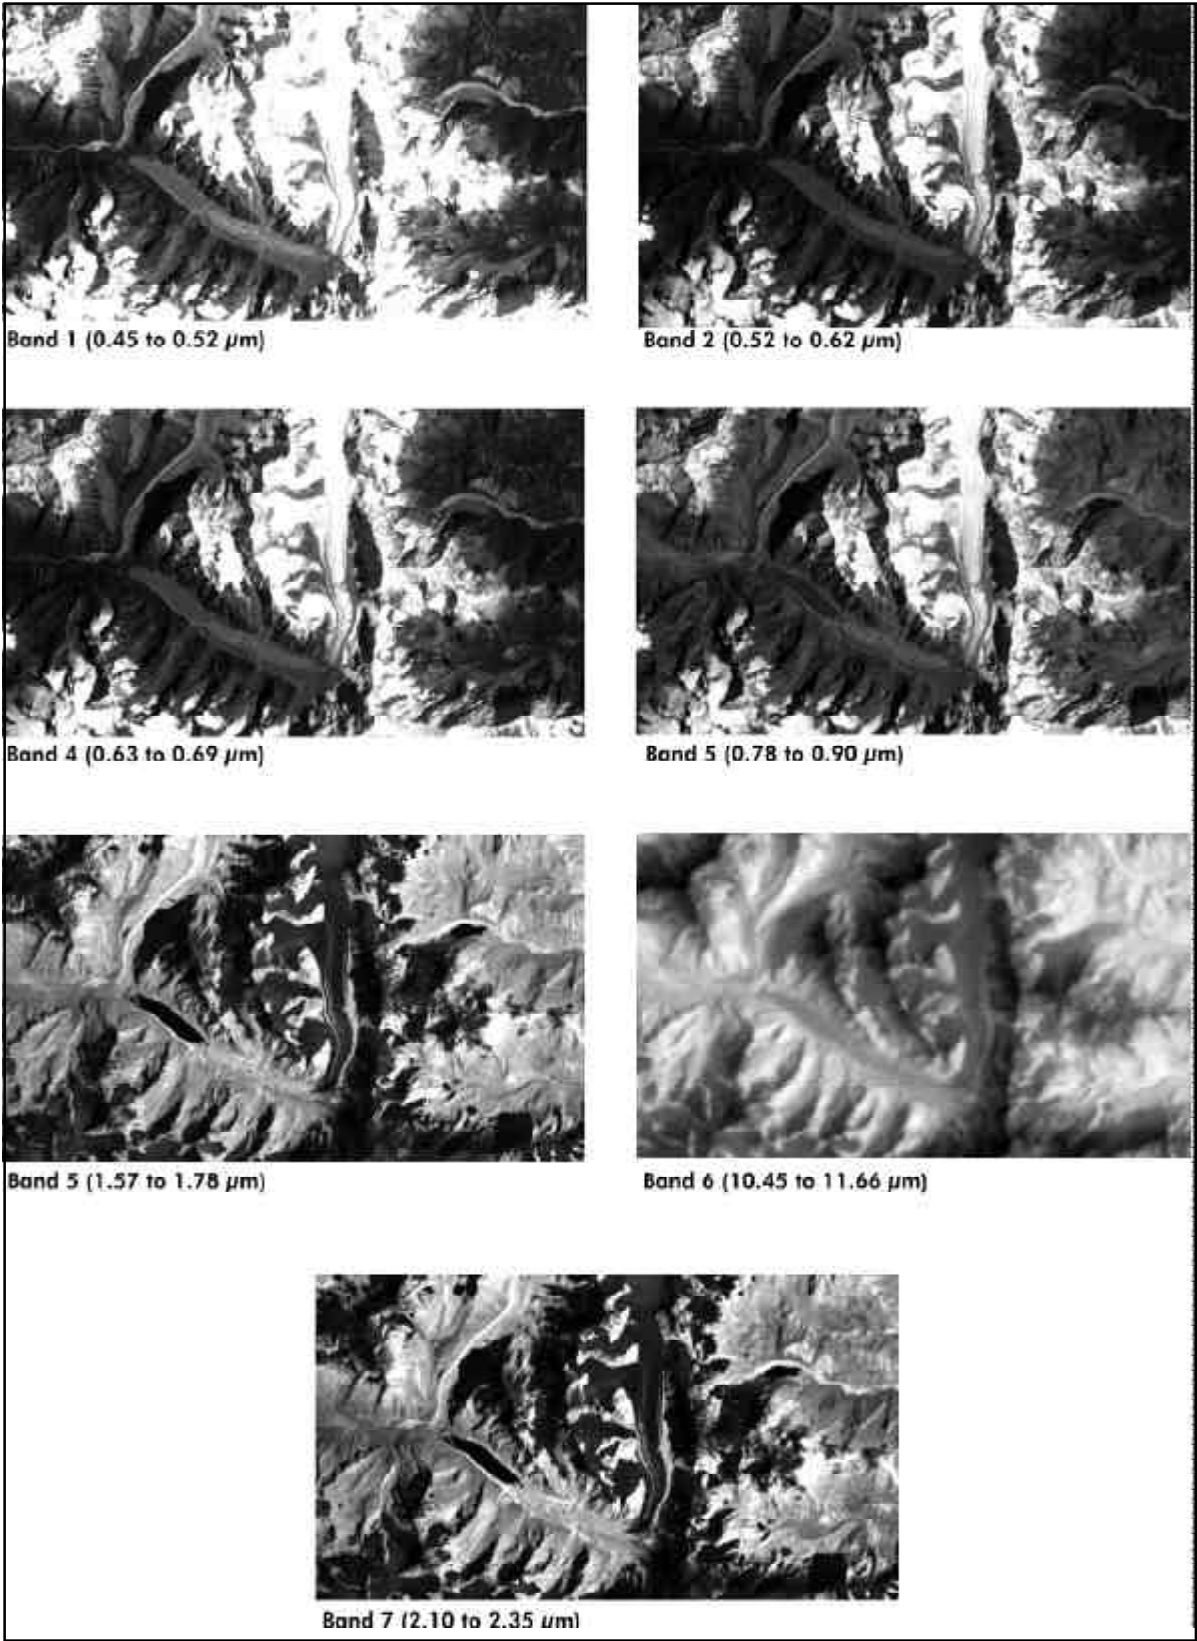 Band 1 (0.45 to 0.52 µm)
Band 2 (0.52 to 0.62 µm)
Band 4 (0.63 to 0.69 µm)
Band 5 (0.78 to 0.90 µm)
Band 5 (1.57 to 1.78 µm)
Band 6 (10.45 to 11.66 µm)
Band 7 (2.10 to 2.35 µm)